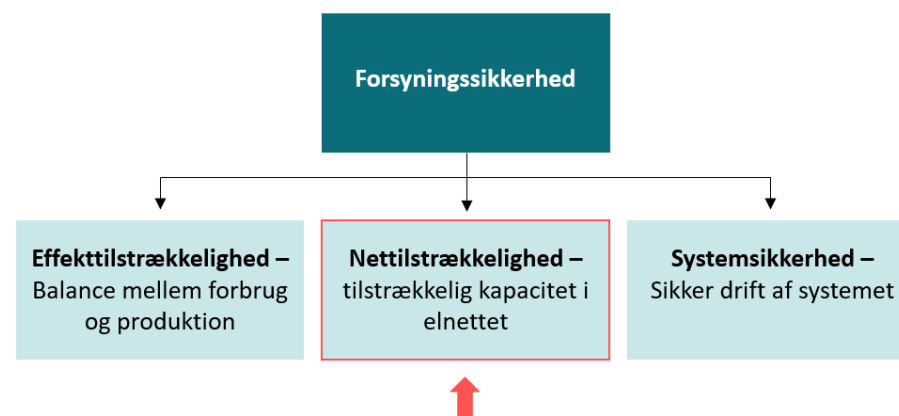 Forsyningssikkerhed
Effekttilstrækkelighed –
Balance mellem forbrug
og produktion
Nettilstrækkelighed –
tilstrækkelig kapacitet i
elnettet
Systemsikkerhed –
Sikker drift af systemet